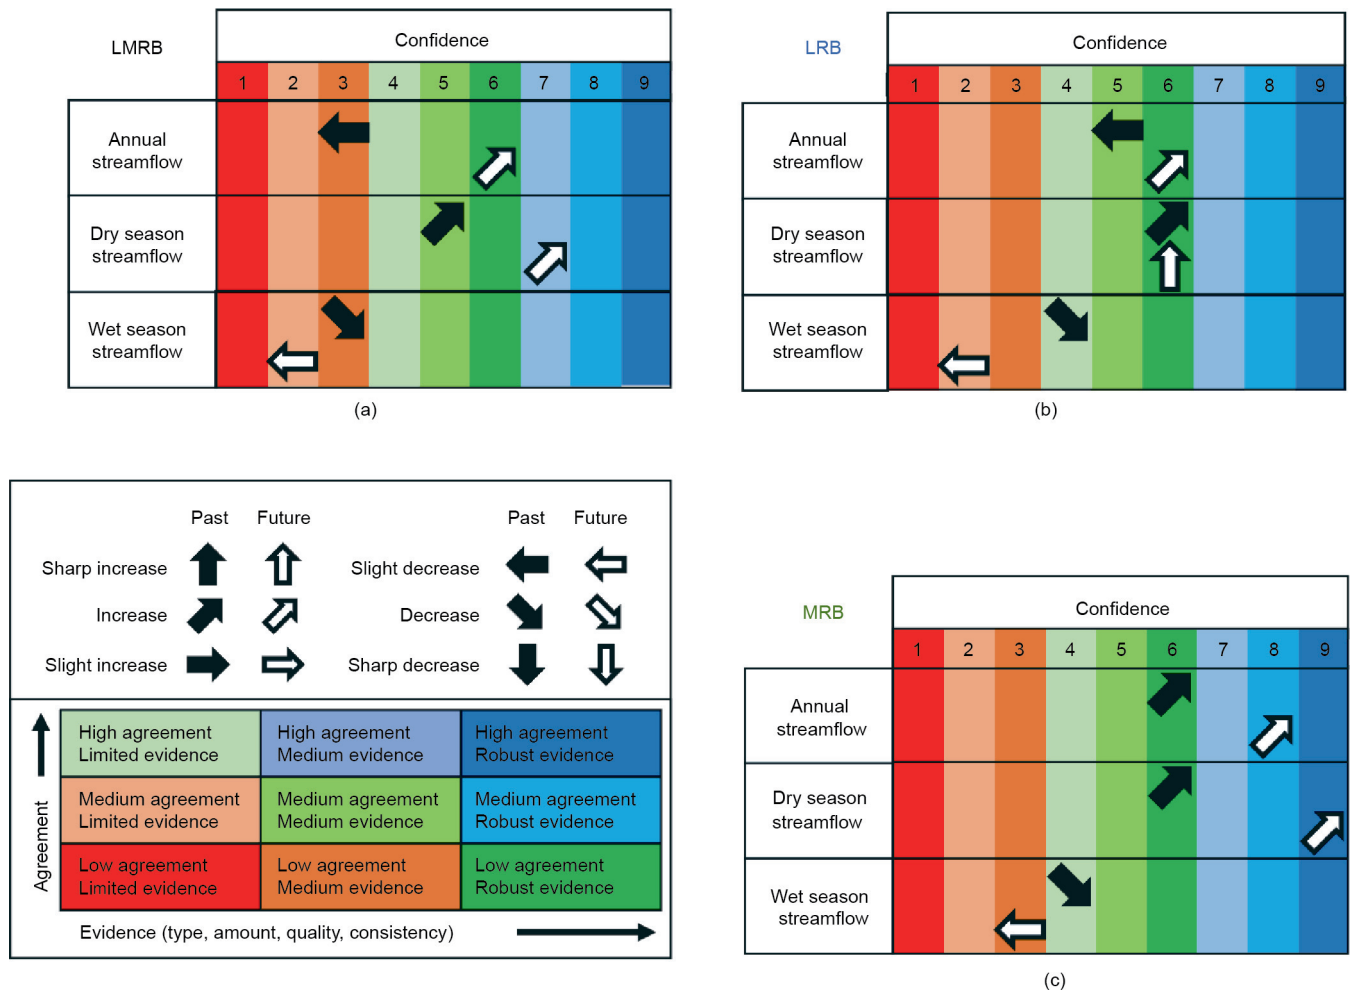 LMRB
Confidence
1 2 3 4 5 6 7 8 9
Annual
streamflow
Dry season
streamflow
Wet season
streamflow
(a)
LRB
Confidence
1 2 3 4 5 6 7 8 9
Annual
streamflow
Dry season
streamflow
Wet season
streamflow
(b)
Past Future
Sharp increase
Increase
Slight increase
Past Future
Slight decrease
Decrease
Sharp decrease
Agreement
High agreement
Limited evidence
High agreement
Medium evidence
High agreement
Robust evidence
Medium agreement
Limited evidence
Medium agreement
Medium evidence
Medium agreement
Robust evidence
Low agreement
Limited evidence
Low agreement
Medium evidence
Low agreement
Robust evidence
Evidence (type, amount, quality, consistency)
MRB
Confidence
1 2 3 4 5 6 7 8 9
Annual
streamflow
Dry season
streamflow
Wet season
streamflow
(c)